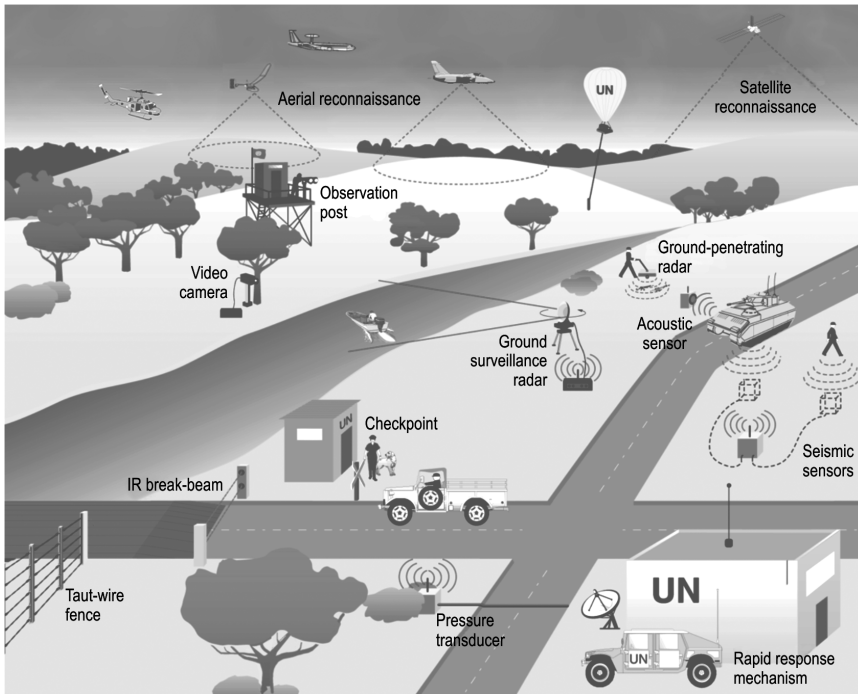 Aerial reconnaissance
UN
Satellite
reconnaissance
Observation
post
Video
camera
Ground-penetrating
radar
Acoustic
sensor
Ground
surveillance
radar
Seismic
sensors
UN
Checkpoint
IR break-beam
Taut-wire
fence
Pressure
transducer
UN
UN
Rapid response
mechanism